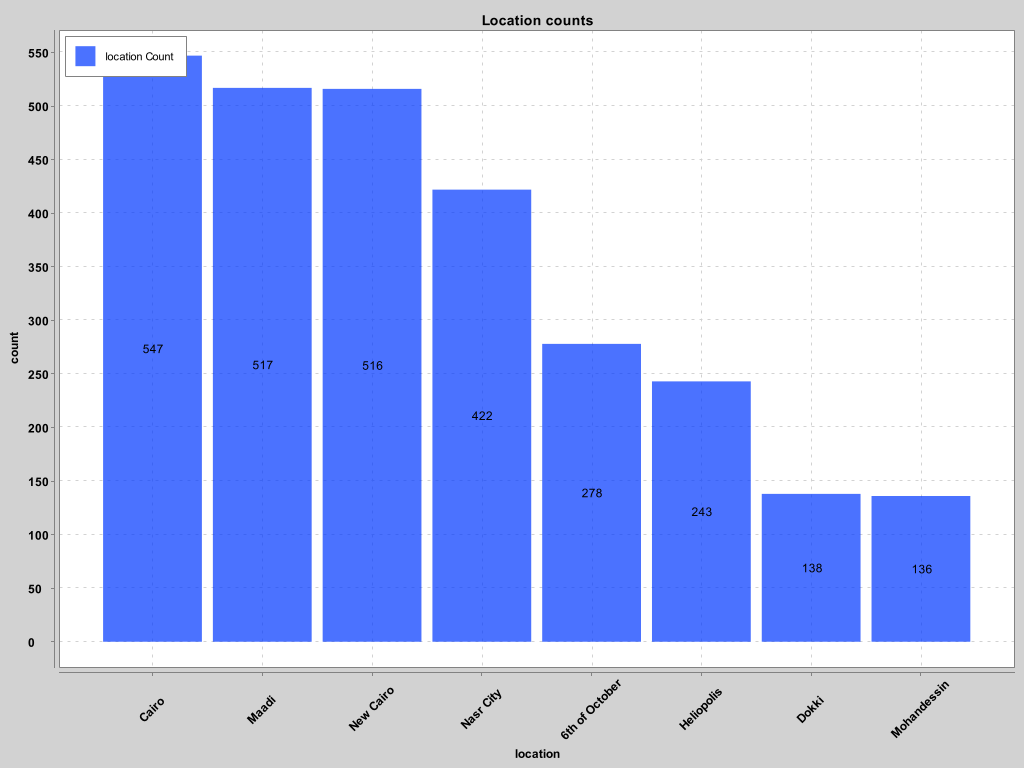 Location counts
location Count
550
500
450
400
350
300
250
200
150
100
50
0
count
547
517
516
422
278
243
138
136
Cairo
Maadi
New Cairo
Nasr City
6th of October
Heliopolis
Dokki
Mohandessin
location